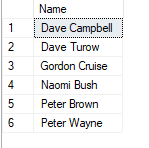 Name
1 Dave Campbell
2 Dave Turow
3 Gordon Cruise
4 Naomi Bush
5 Peter Brown
6 Peter Wayne